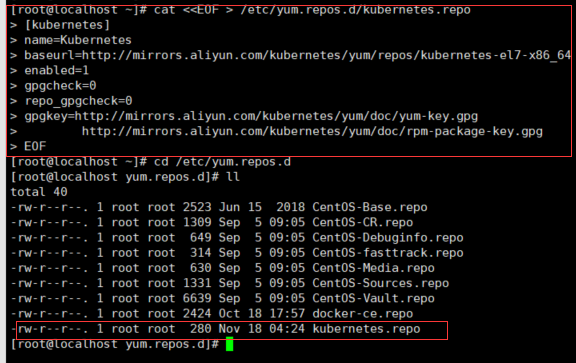 [root@localhost ~]# cat <<EOF > /etc/yum.repos.d/kubernetes.repo
> [kubernetes]
> name=Kubernetes
> baseurl=http://mirrors.aliyun.com/kubernetes/yum/repos/kubernetes-el7-x86_64
> enabled=1
> gpgcheck=0
> repo_gpgcheck=0
> gpgkey=http://mirrors.aliyun.com/kubernetes/yum/doc/yum-key.gpg
>         http://mirrors.aliyun.com/kubernetes/yum/doc/rpm-package-key.gpg
> EOF
[root@localhost ~]# cd /etc/yum.repos.d
[root@localhost yum.repos.d]# ll
total 40
-rw-r--r--. 1 root root 2523 Jun 15  2018 CentOS-Base.repo
-rw-r--r--. 1 root root 1309 Sep  5 09:05 CentOS-CR.repo
-rw-r--r--. 1 root root  649 Sep  5 09:05 CentOS-Debuginfo.repo
-rw-r--r--. 1 root root  314 Sep  5 09:05 CentOS-fasttrack.repo
-rw-r--r--. 1 root root  630 Sep  5 09:05 CentOS-Media.repo
-rw-r--r--. 1 root root 1331 Sep  5 09:05 CentOS-Sources.repo
-rw-r--r--. 1 root root 6639 Sep  5 09:05 CentOS-Vault.repo
-rw-r--r--. 1 root root 2424 Oct 18 17:57 docker-ce.repo
-rw-r--r--. 1 root root  280 Nov 18 04:24 kubernetes.repo
[root@localhost yum.repos.d]#